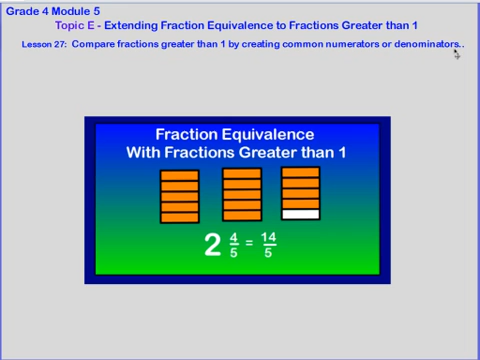 Grade 4 Module 5
Topic E - Extending Fraction Equivalence to Fractions Greater than 1
Lesson 27: Compare fractions greater than 1 by creating common numerators or denominators..
Fraction Equivalence
With Fractions Greater than 1
2 4/5 = 14/5